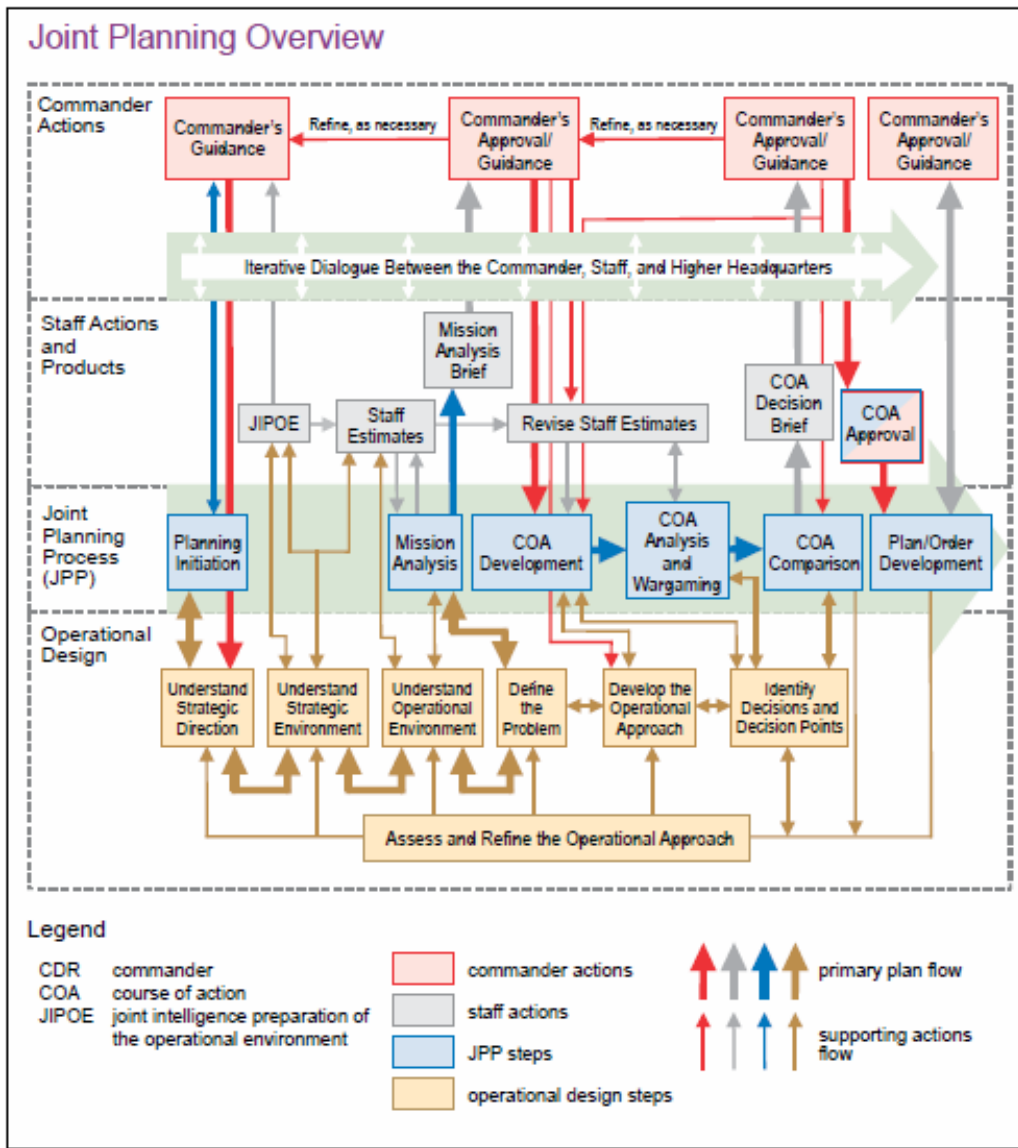 Joint Planning Overview
Commander
Actions
Commander's
Guidance
Refine, as necessary
Commander's
Approval/
Guidance
Refine, as necessary
Commander's
Approval/
Guidance
Commander's
Approval/
Guidance
Iterative Dialogue Between the Commander, Staff, and Higher Headquarters
Staff Actions
and
Products
Mission
Analysis
Brief
JIPOE
Staff
Estimates
Revise Staff Estimates
COA
Decision
Brief
COA
Approval
Joint
Planning
Process
(JPP)
Planning
Initiation
Mission
Analysis
COA
Development
COA
Analysis
and
Wargaming
COA
Comparison
Plan/Order
Development
Operational
Design
Understand
Strategic
Direction
Understand
Strategic
Environment
Understand
Operational
Environment
Define
the
Problem
Develop the
Operational
Approach
Identify
Decisions and
Decision Points
Assess and Refine the Operational Approach
Legend
CDR commander
COA course of action
JIPOE joint intelligence preparation of
the operational environment
commander actions
staff actions
JPP steps
operational design steps
primary plan flow
supporting actions
flow